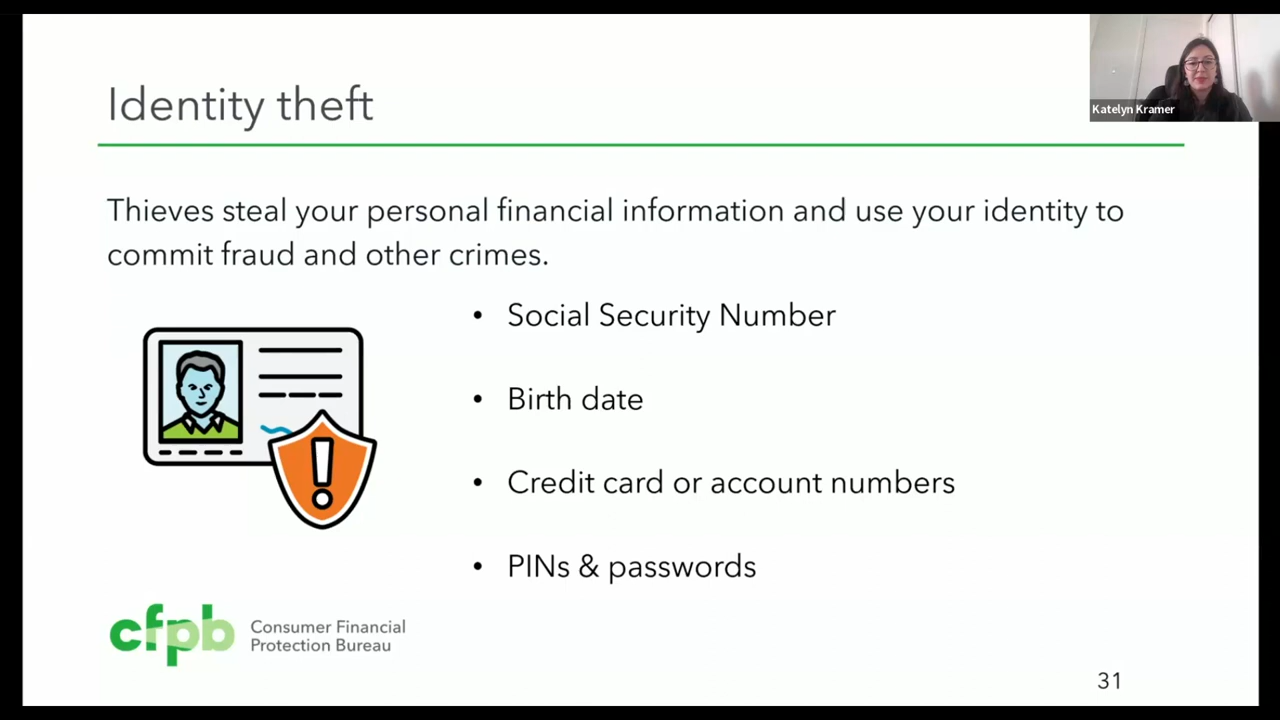 Identity theft
Katelyn Kramer
Thieves steal your personal financial information and use your identity to
commit fraud and other crimes.
• Social Security Number
• Birth date
• Credit card or account numbers
• PINs & passwords
cfpb
Consumer Financial
Protection Bureau
31